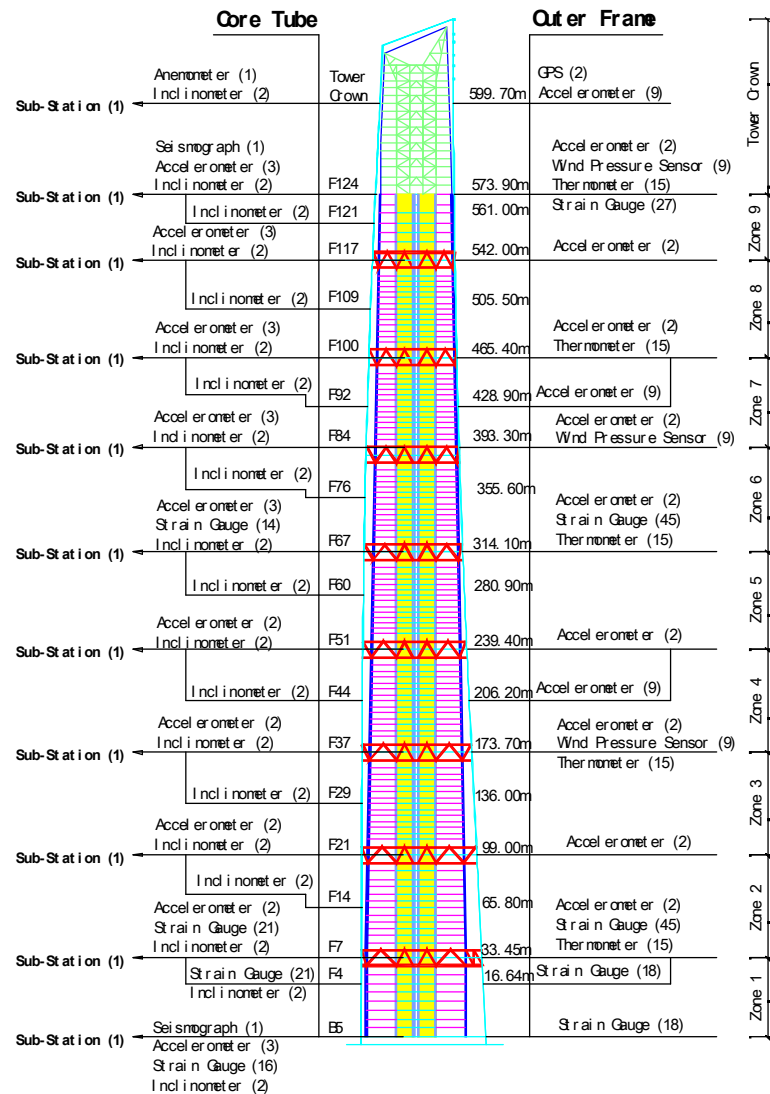 Core Tube
Outer Frame
Anemometer (1)
Inclinometer (2)
Tower
Crown
599.70m
GPS (2)
Accelerometer (9)
Sub-Station (1)
Tower Crown
Seismograph (1)
Accelerometer (3)
Inclinometer (2)
F124
573.90m
Accelerometer (2)
Wind Pressure Sensor (9)
Thermometer (15)
Strain Gauge (27)
Sub-Station (1)
Inclinometer (2)
F121
561.00m
Zone 9
Accelerometer (3)
Inclinometer (2)
F117
542.00m
Accelerometer (2)
Sub-Station (1)
Inclinometer (2)
F109
505.50m
Zone 8
Accelerometer (3)
Inclinometer (2)
F100
465.40m
Accelerometer (2)
Thermometer (15)
Sub-Station (1)
Inclinometer (2)
F92
428.90m
Accelerometer (9)
Zone 7
Accelerometer (3)
Inclinometer (2)
F84
393.30m
Accelerometer (2)
Wind Pressure Sensor (9)
Sub-Station (1)
Inclinometer (2)
F76
355.60m
Zone 6
Accelerometer (3)
Strain Gauge (14)
Inclinometer (2)
F67
314.10m
Accelerometer (2)
Strain Gauge (45)
Thermometer (15)
Sub-Station (1)
Inclinometer (2)
F60
280.90m
Zone 5
Accelerometer (2)
Inclinometer (2)
F51
239.40m
Accelerometer (2)
Sub-Station (1)
Inclinometer (2)
F44
206.20m
Accelerometer (9)
Zone 4
Accelerometer (2)
Inclinometer (2)
F37
173.70m
Accelerometer (2)
Wind Pressure Sensor (9)
Thermometer (15)
Sub-Station (1)
Inclinometer (2)
F29
136.00m
Zone 3
Accelerometer (2)
Inclinometer (2)
F21
99.00m
Accelerometer (2)
Sub-Station (1)
Inclinometer (2)
F14
65.80m
Zone 2
Accelerometer (2)
Strain Gauge (21)
Inclinometer (2)
F7
33.45m
Accelerometer (2)
Strain Gauge (45)
Thermometer (15)
Sub-Station (1)
Strain Gauge (21)
Inclinometer (2)
F4
16.64m
Strain Gauge (18)
Zone 1
Seismograph (1)
Accelerometer (3)
Strain Gauge (16)
Inclinometer (2)
B5
Strain Gauge (18)
Sub-Station (1)